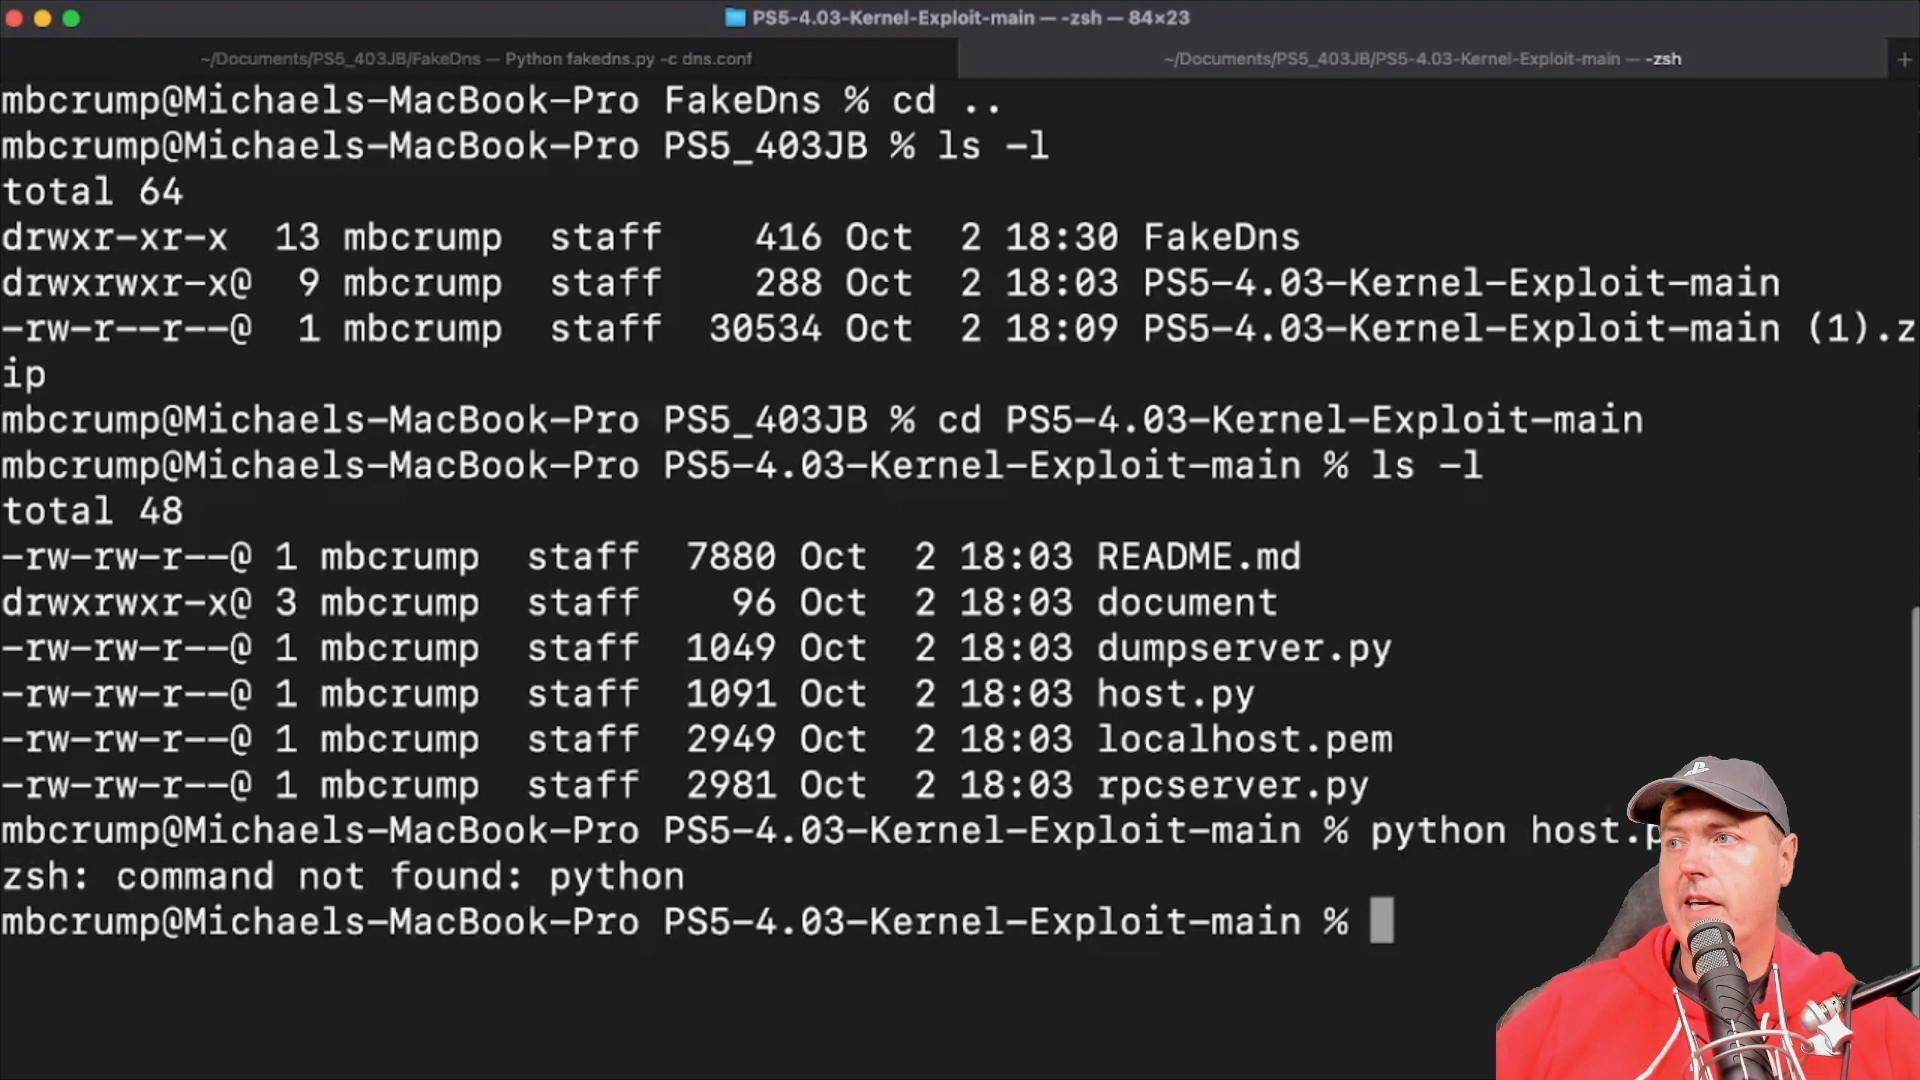 PS5-4.03-Kernel-Exploit-main — -zsh — 84×23
~/Documents/PS5_403JB/FakeDns — Python fakedns.py -c dns.conf
~/Documents/PS5_403JB/PS5-4.03-Kernel-Exploit-main — -zsh
+
mbcrump@Michaels-MacBook-Pro FakeDns % cd ..
mbcrump@Michaels-MacBook-Pro PS5_403JB % ls -l
total 64
drwxr-xr-x  13 mbcrump  staff    416 Oct  2 18:30 FakeDns
drwxrwxr-x@  9 mbcrump  staff    288 Oct  2 18:03 PS5-4.03-Kernel-Exploit-main
-rw-r--r--@  1 mbcrump  staff  30534 Oct  2 18:09 PS5-4.03-Kernel-Exploit-main (1).z
ip
mbcrump@Michaels-MacBook-Pro PS5_403JB % cd PS5-4.03-Kernel-Exploit-main
mbcrump@Michaels-MacBook-Pro PS5-4.03-Kernel-Exploit-main % ls -l
total 48
-rw-rw-r--@ 1 mbcrump  staff  7880 Oct  2 18:03 README.md
drwxrwxr-x@ 3 mbcrump  staff    96 Oct  2 18:03 document
-rw-rw-r--@ 1 mbcrump  staff  1049 Oct  2 18:03 dumpserver.py
-rw-rw-r--@ 1 mbcrump  staff  1091 Oct  2 18:03 host.py
-rw-rw-r--@ 1 mbcrump  staff  2949 Oct  2 18:03 localhost.pem
-rw-rw-r--@ 1 mbcrump  staff  2981 Oct  2 18:03 rpcserver.py
mbcrump@Michaels-MacBook-Pro PS5-4.03-Kernel-Exploit-main % python host.p
zsh: command not found: python
mbcrump@Michaels-MacBook-Pro PS5-4.03-Kernel-Exploit-main %